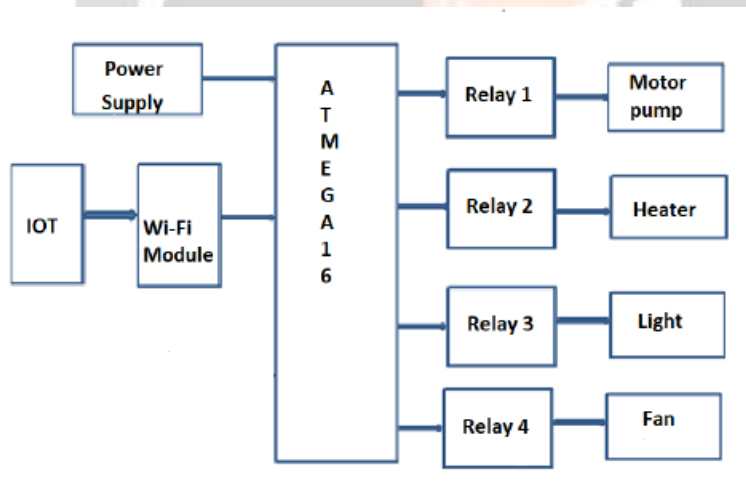 Power
Supply
IOT
Wi-Fi
Module
A
T
M
E
G
A
1
6
Relay 1
Motor
pump
Relay 2
Heater
Relay 3
Light
Relay 4
Fan